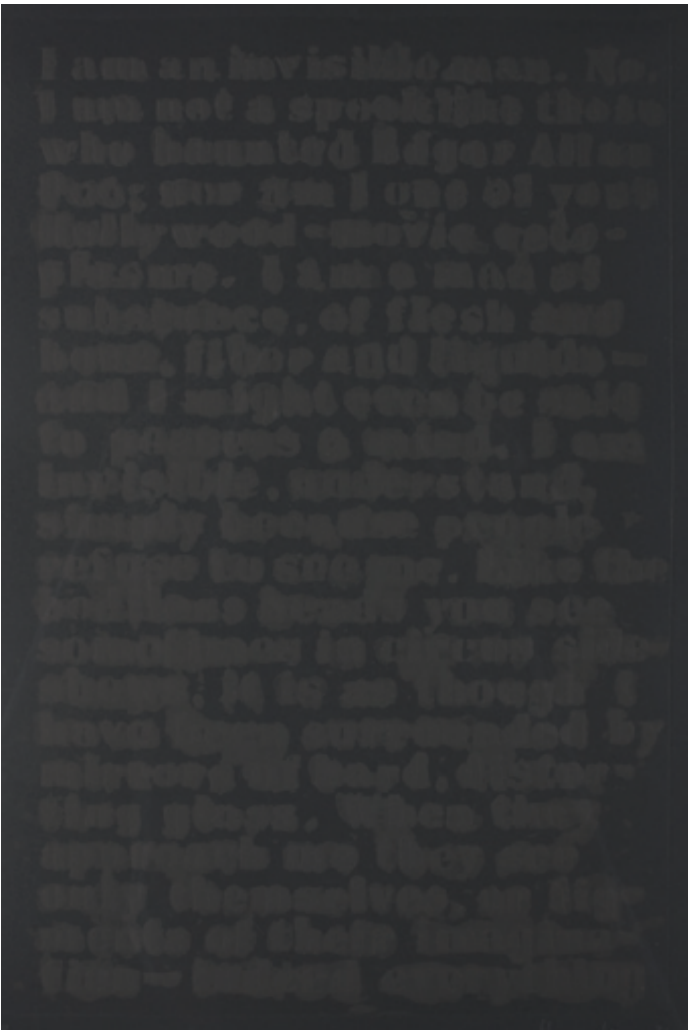 I am an invisible man. No,
I am not a spook like those
who haunted Edgar Allan
Poe; nor am I one of your
Hollywood-movie ecto-
plasms. I am a man of
substance, of flesh and
bone, fiber and liquids—
and I might even be said
to possess a mind. I am
invisible, understand,
simply because people
refuse to see me. Like the
bodiless heads you see
sometimes in circus side-
shows, it is as though I
have been surrounded by
mirrors of hard, distor-
ting glass. When they
approach me they see
only themselves, or fig-
ments of their imagina-
tion— indeed, everything